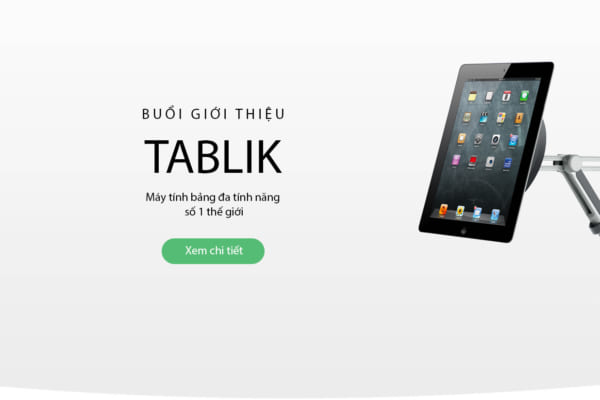 BUỔI GIỚI THIỆU
TABLIK
Máy tính bảng đa tính năng
số 1 thế giới
Xem chi tiết